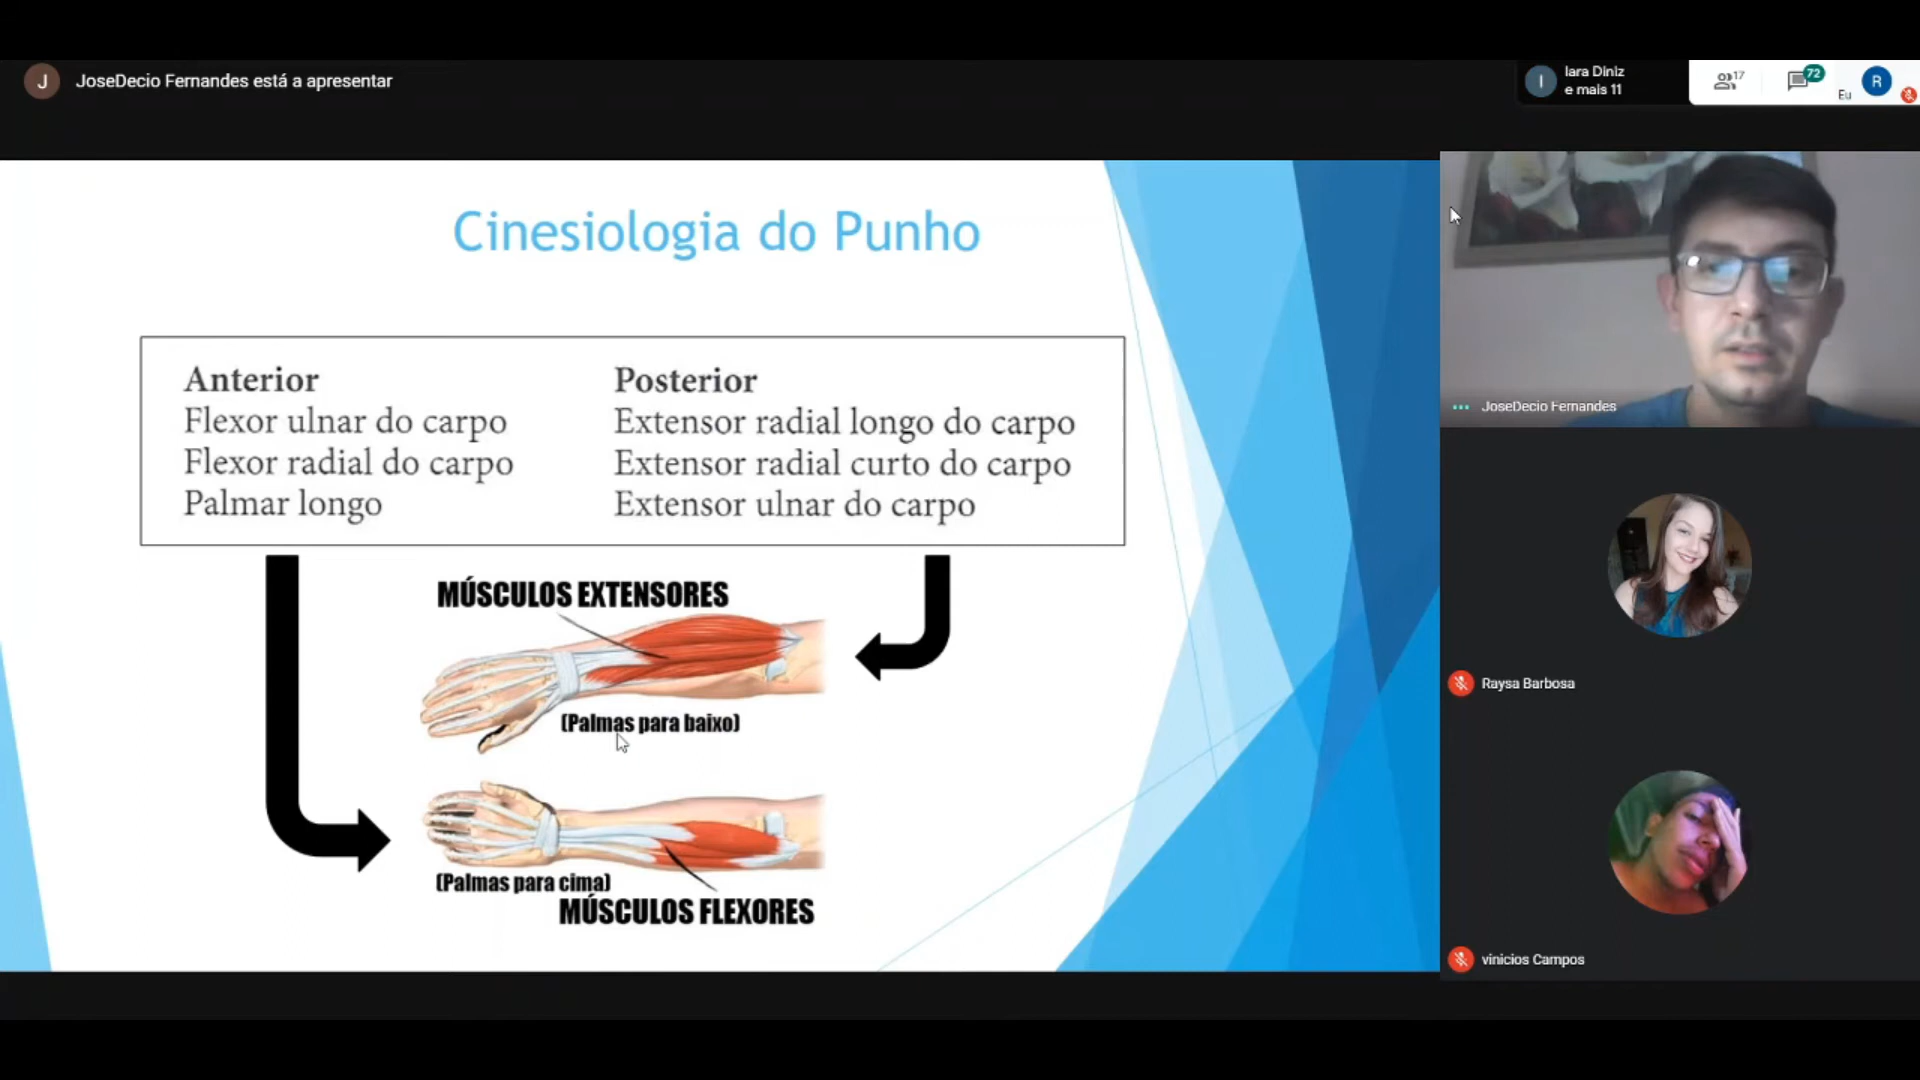 J
JoseDecio Fernandes está a apresentar
I
Iara Diniz
e mais 11
17
72
Eu
R
Cinesiologia do Punho
Anterior
Flexor ulnar do carpo
Flexor radial do carpo
Palmar longo
Posterior
Extensor radial longo do carpo
Extensor radial curto do carpo
Extensor ulnar do carpo
MÚSCULOS EXTENSORES
(Palmas para baixo)
(Palmas para cima)
MÚSCULOS FLEXORES
JoseDecio Fernandes
Raysa Barbosa
vinicios Campos